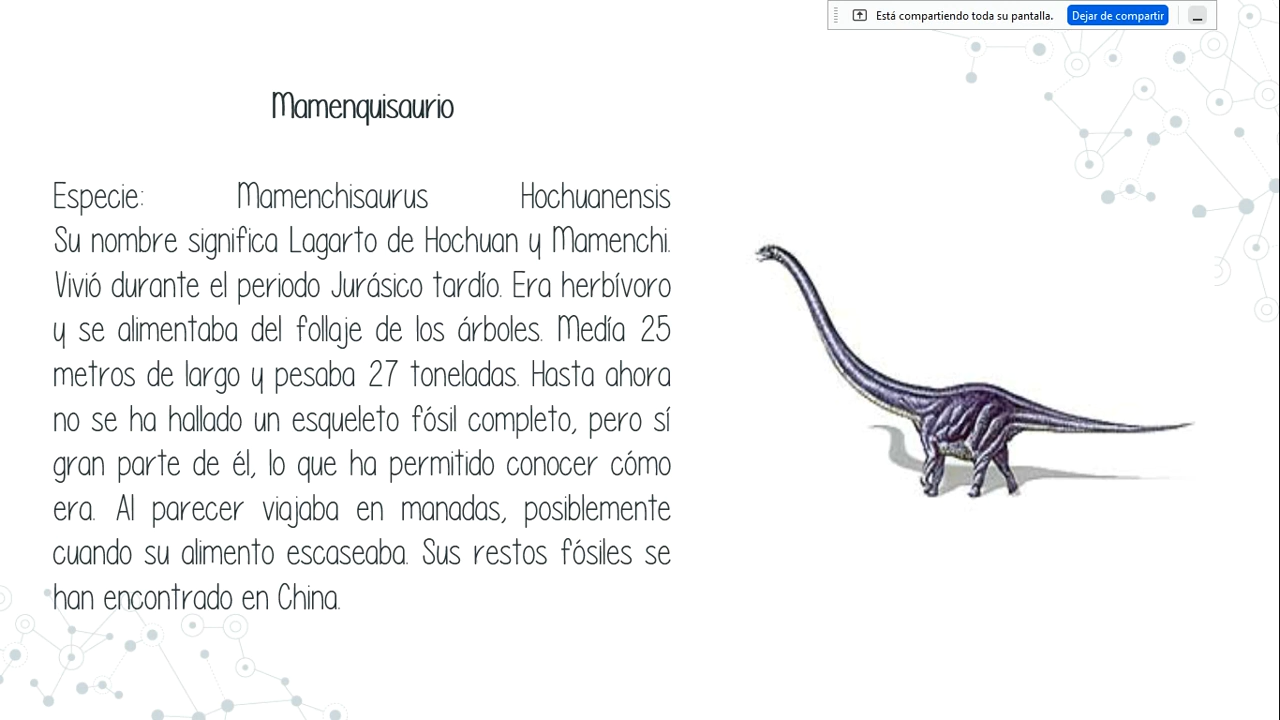 Está compartiendo toda su pantalla.
Dejar de compartir
Mamenquisaurio
Especie: Mamenchisaurus Hochuanensis
Su nombre significa Lagarto de Hochuan y Mamenchi.
Vivió durante el periodo Jurásico tardío. Era herbívoro
y se alimentaba del follaje de los árboles. Medía 25
metros de largo y pesaba 27 toneladas. Hasta ahora
no se ha hallado un esqueleto fósil completo, pero sí
gran parte de él, lo que ha permitido conocer cómo
era. Al parecer viajaba en manadas, posiblemente
cuando su alimento escaseaba. Sus restos fósiles se
han encontrado en China.